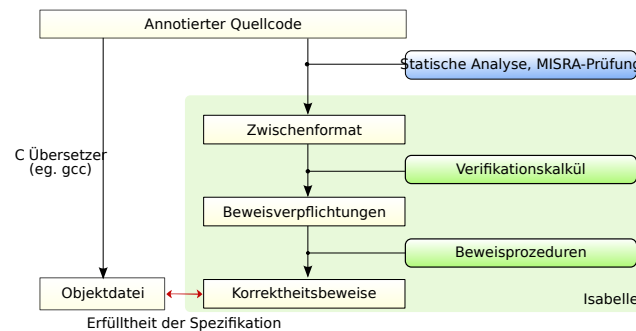 Annotierter Quellcode
Statische Analyse, MISRA-Prüfung
Zwischenformat
C Übersetzer
(eg. gcc)
Verifikationskalkül
Beweisverpflichtungen
Beweisprozeduren
Objektdatei
Korrektheitsbeweise
Isabelle
Erfülltheit der Spezifikation